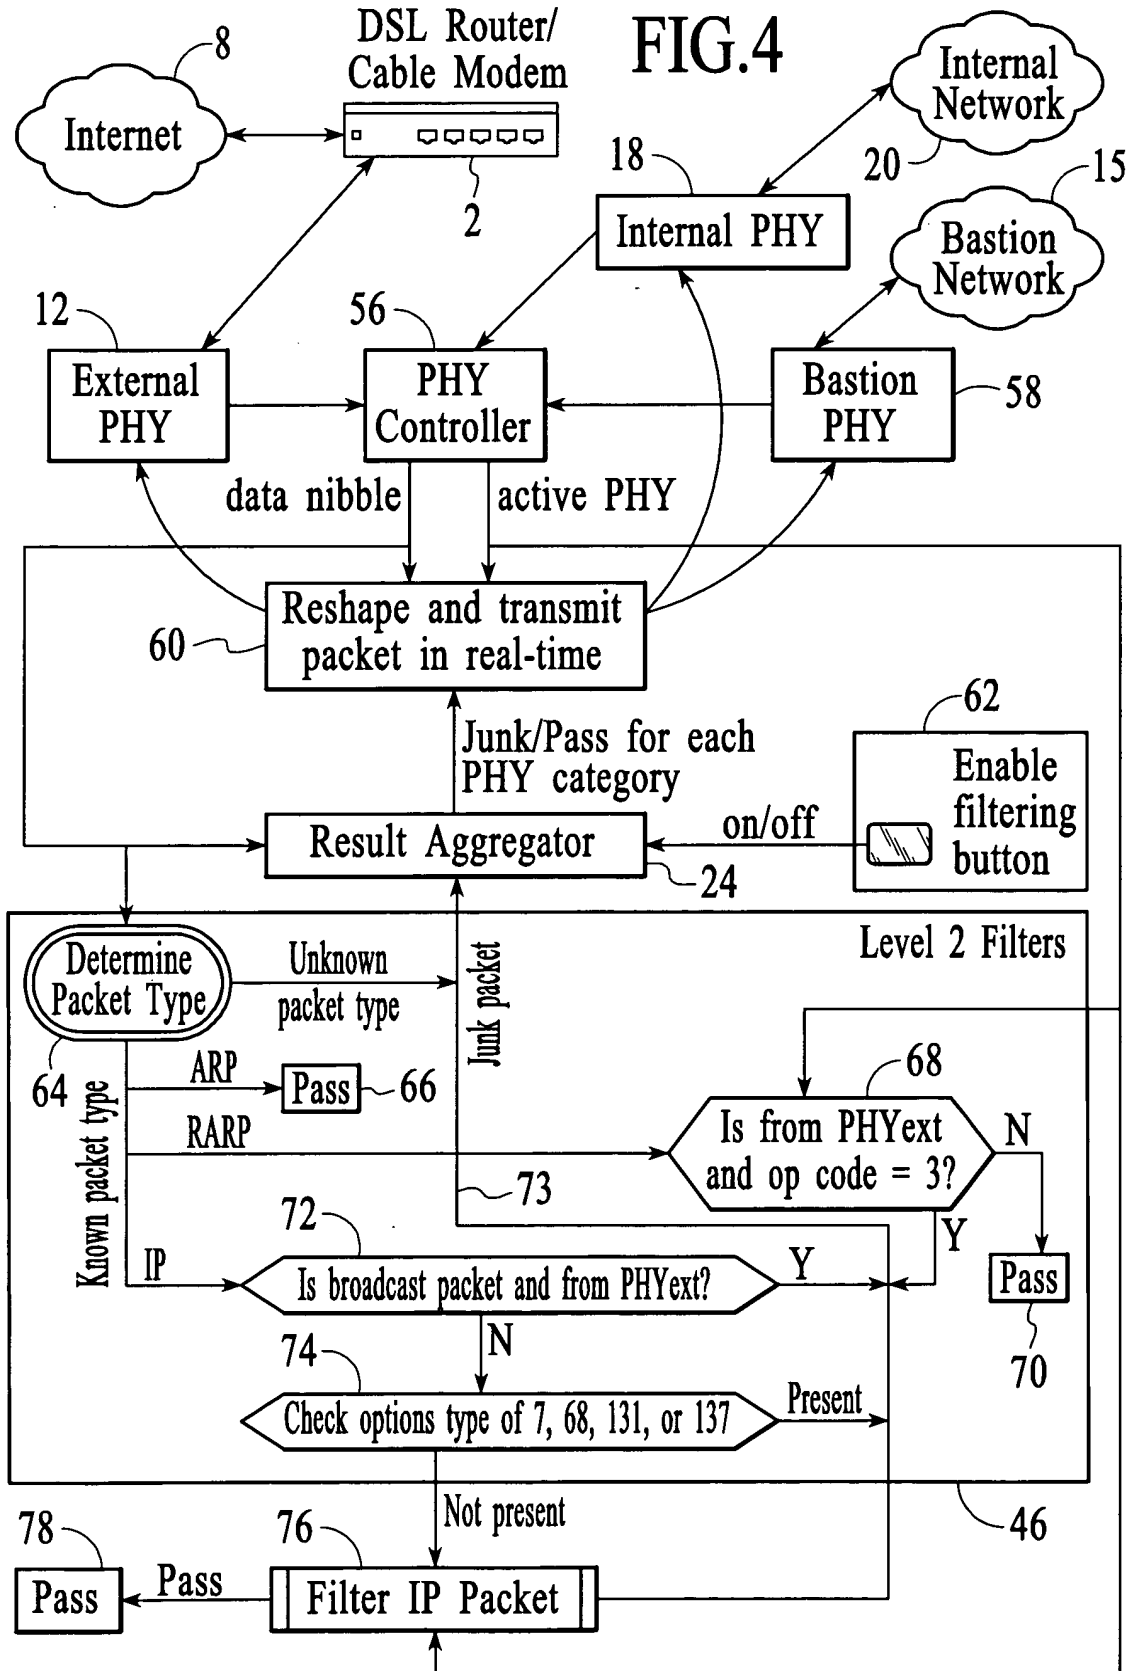 FIG.4
8
Internet
DSL Router/
Cable Modem
2
Internal
Network
20
18
Internal PHY
15
Bastion
Network
12
External
PHY
56
PHY
Controller
Bastion
PHY
58
data nibble
active PHY
Reshape and transmit
packet in real-time
60
Junk/Pass for each
PHY category
62
Enable
filtering
button
on/off
Result Aggregator
24
Level 2 Filters
Determine
Packet Type
64
Unknown
packet type
Junk packet
Known packet type
ARP
Pass
66
RARP
68
Is from PHYext
and op code = 3?
N
Y
Pass
70
73
IP
72
Is broadcast packet and from PHYext?
Y
N
74
Check options type of 7, 68, 131, or 137
Present
Not present
46
78
Pass
Pass
76
Filter IP Packet